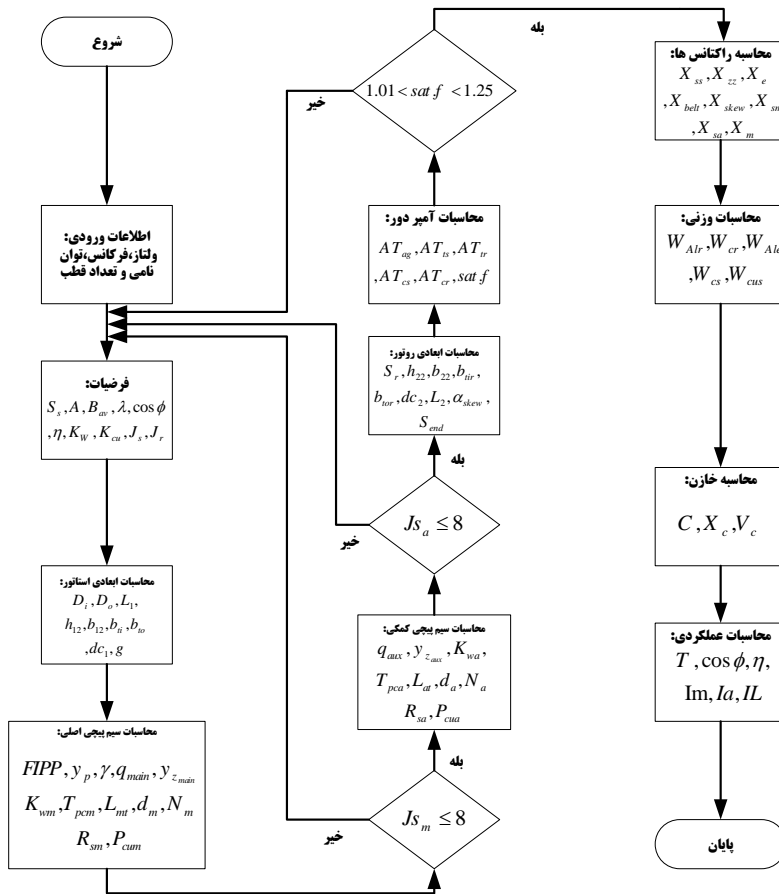 شروع
اطلاعات ورودی:
ولتاژ،فرکانس،توان
نامی و تعداد قطب
فرضیات:
S_s , A , B_av , λ , cos φ
, η , K_W , K_cu , J_s , J_r
محاسبات ابعادی استاتور:
D_i , D_o , L_1 ,
h_12 , b_12 , b_ti , b_to
, dc_1 , g
محاسبات سیم پیچی اصلی:
FIPP , y_p , γ , q_main , y_z_main
K_wm , T_pcm , L_mt , d_m , N_m
R_sm , P_cum
Js_m ≤ 8
خیر
بله
محاسبات سیم پیچی کمکی:
q_aux , y_z_aux , K_wa ,
T_pca , L_at , d_a , N_a
R_sa , P_cua
Js_a ≤ 8
خیر
بله
محاسبات ابعادی روتور:
S_r , h_22 , b_22 , b_tir ,
b_tor , dc_2 , L_2 , α_skew ,
S_end
محاسبات آمپر دور:
AT_ag , AT_ts , AT_tr
, AT_cs , AT_cr , sat.f
1.01 < sat.f < 1.25
خیر
بله
محاسبه راکتانس ها:
X_ss , X_zz , X_e
, X_belt , X_skew , X_sm
, X_sa , X_m
محاسبات وزنی:
W_Alr , W_cr , W_Ale
, W_cs , W_cus
محاسبه خازن:
C , X_c , V_c
محاسبات عملکردی:
T , cos φ , η ,
Im , Ia , IL
پایان